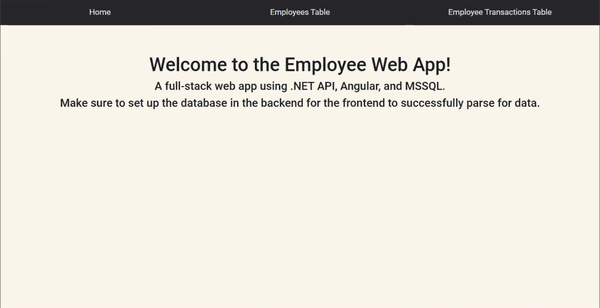 Home Employees Table Employee Transactions Table
Welcome to the Employee Web App!
A full-stack web app using .NET API, Angular, and MSSQL.
Make sure to set up the database in the backend for the frontend to successfully parse for data.